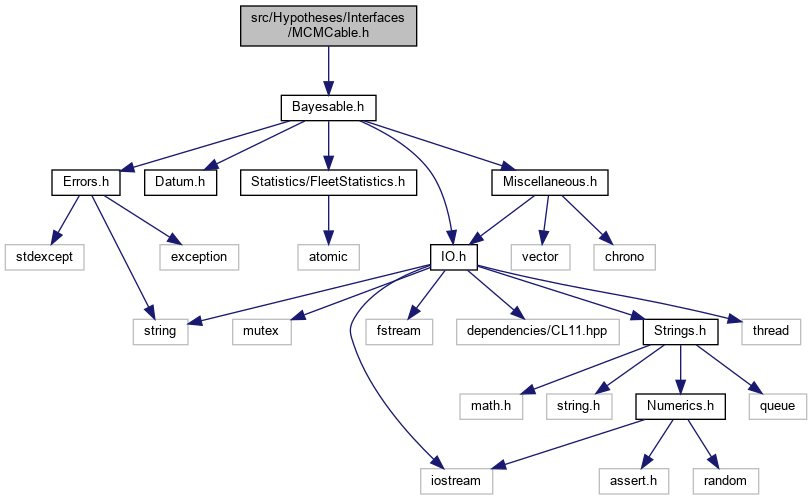 src/Hypotheses/Interfaces
/MCMCable.h
Bayesable.h
Errors.h
Datum.h
Statistics/FleetStatistics.h
Miscellaneous.h
stdexcept
exception
atomic
IO.h
vector
chrono
string
mutex
fstream
dependencies/CL11.hpp
Strings.h
thread
math.h
string.h
Numerics.h
queue
iostream
assert.h
random